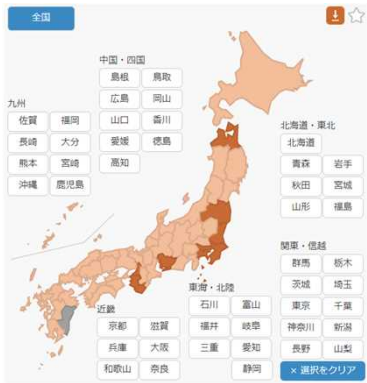 全国
中国・四国
島根 鳥取
広島 岡山
山口 香川
愛媛 徳島
高知
九州
佐賀 福岡
長崎 大分
熊本 宮崎
沖縄 鹿児島
北海道・東北
北海道
青森 岩手
秋田 宮城
山形 福島
関東・信越
群馬 栃木
茨城 埼玉
東京 千葉
神奈川 新潟
長野 山梨
× 選択をクリア
東海・北陸
石川 富山
福井 岐阜
三重 愛知
静岡
近畿
京都 滋賀
兵庫 大阪
和歌山 奈良